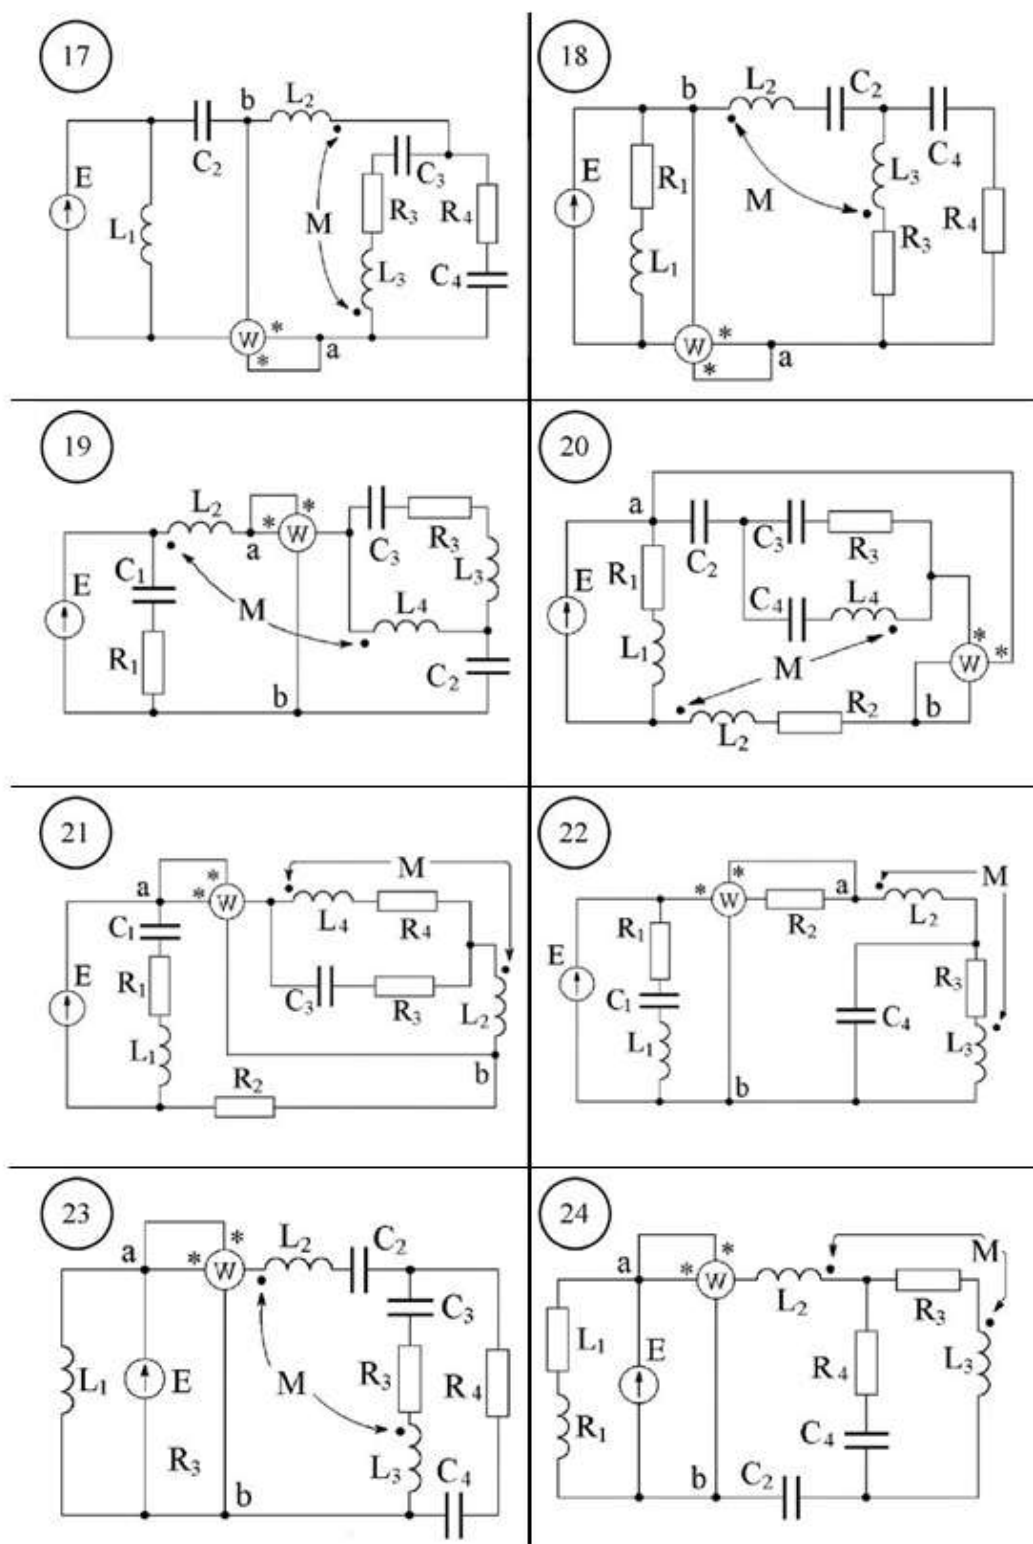 17
b L₂
C₂
E
L₁
M
C₃
R₃
R₄
L₃
C₄
W
*
*
a
18
b L₂ C₂
C₄
R₁
E
L₃
M
R₃
R₄
L₁
W
*
*
a
19
L₂
*
*
W
a
C₃
R₃
L₃
C₁
E
M
L₄
R₁
C₂
b
20
a
C₂
C₃
R₃
R₁
E
C₄
L₄
L₁
M
*
*
W
R₂
b
L₂
21
a
*
*
W
M
L₄
R₄
C₁
E
R₁
C₃
R₃
L₂
L₁
R₂
b
22
*
*
W
a
M
R₂
L₂
R₁
E
R₃
C₁
C₄
L₁
L₃
b
23
a
*
*
W
L₂
C₂
C₃
L₁
E
R₃
R₄
M
R₃
L₃
C₄
b
24
a
*
*
W
M
L₂
R₃
L₁
E
R₄
L₃
R₁
C₄
b
C₂